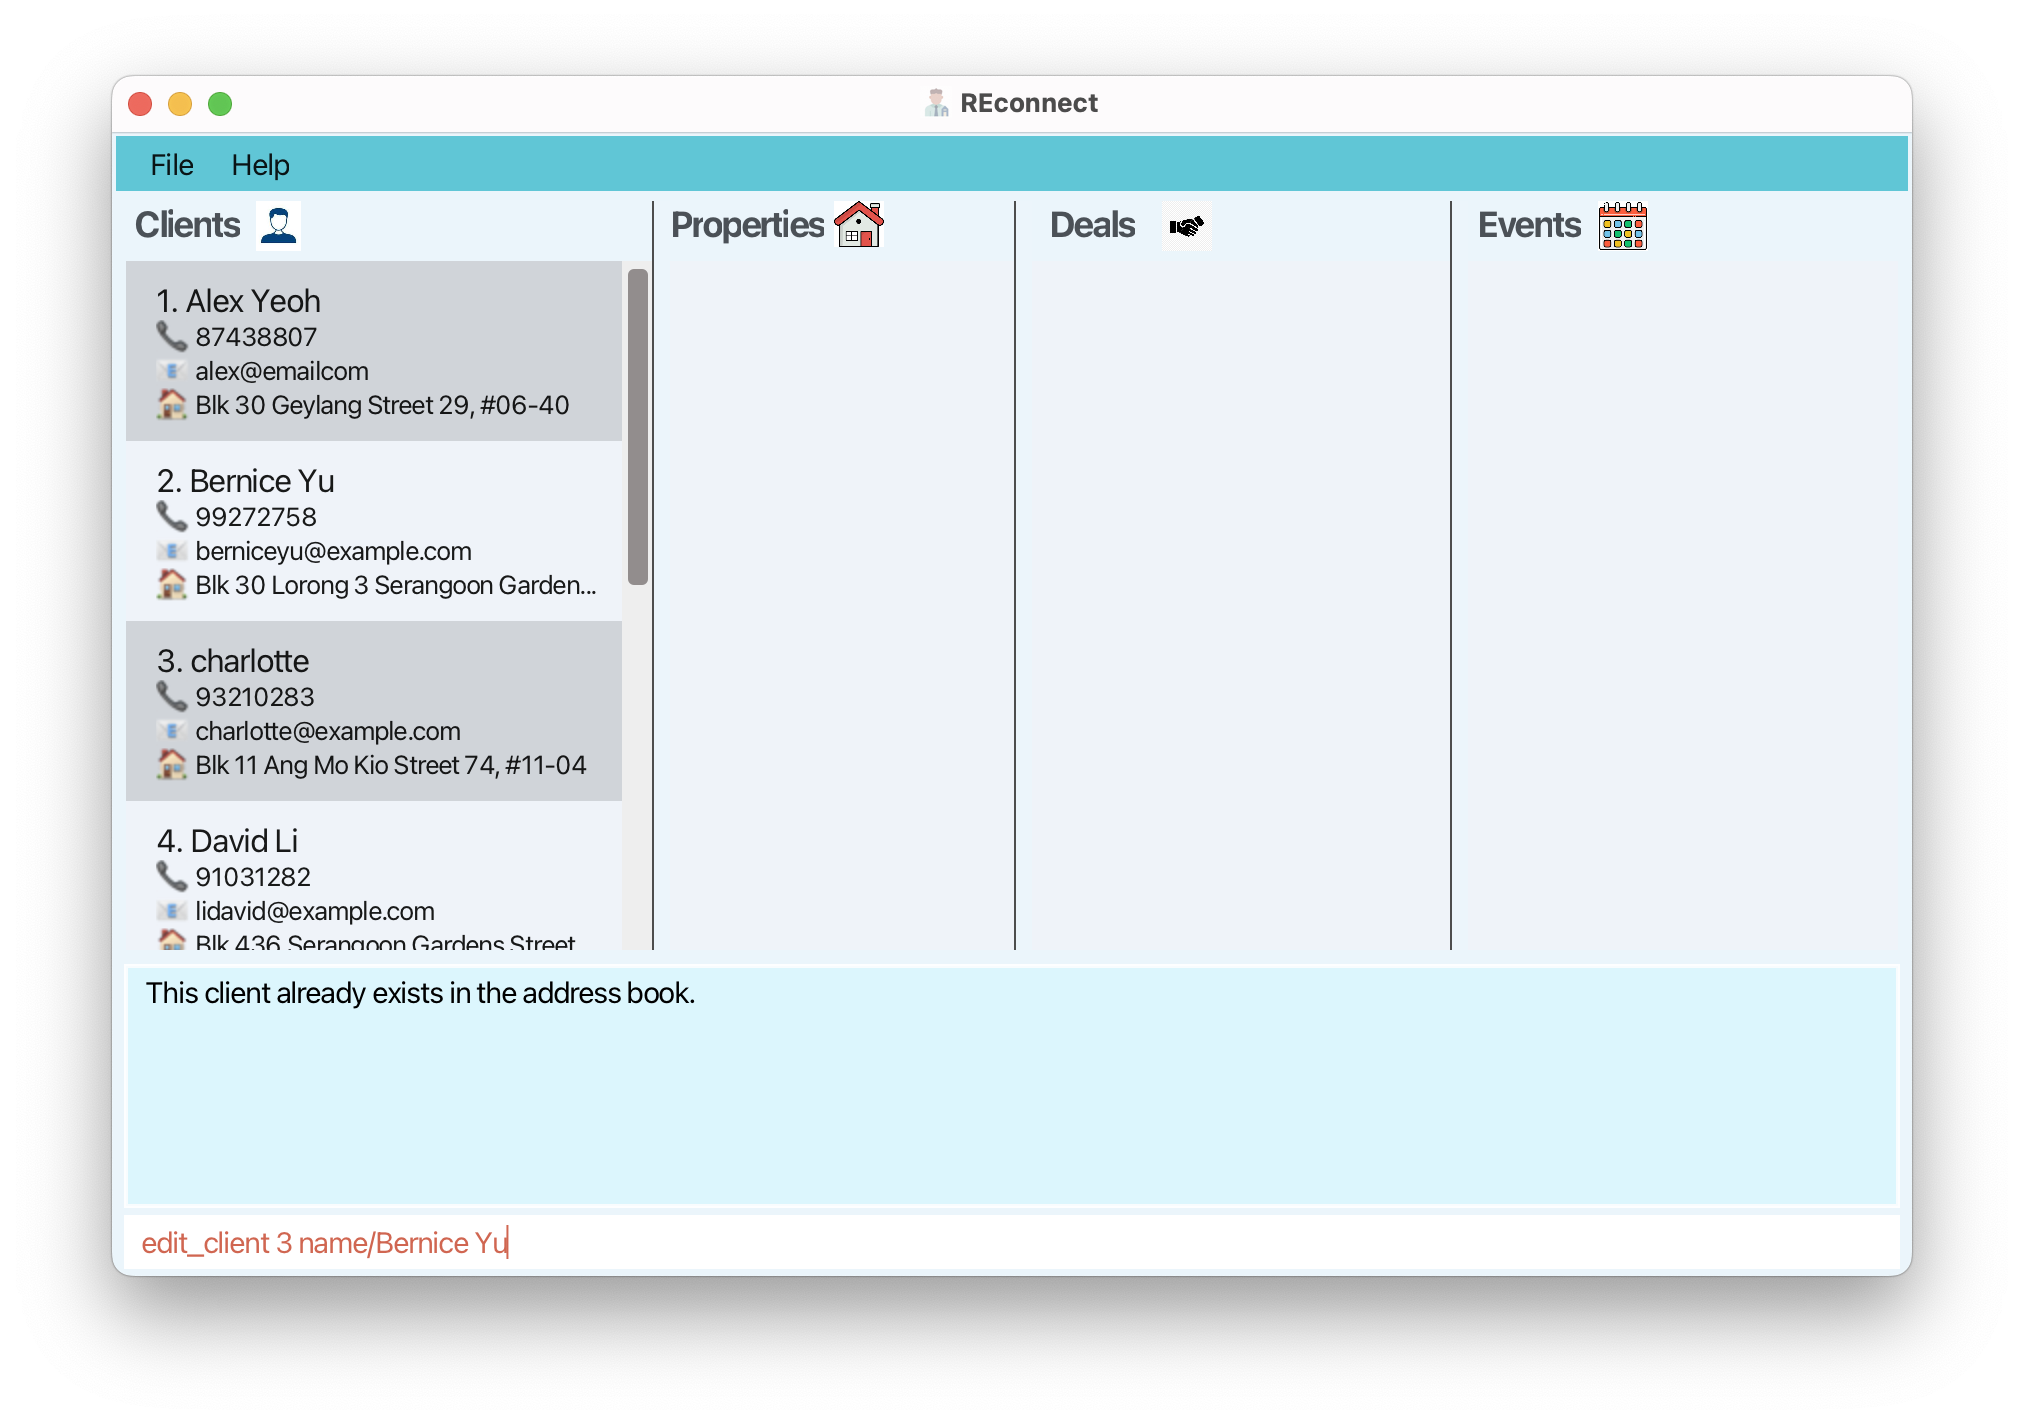 REconnect
File Help
Clients
Properties
Deals
Events
1. Alex Yeoh
87438807
alex@emailcom
Blk 30 Geylang Street 29, #06-40
2. Bernice Yu
99272758
berniceyu@example.com
Blk 30 Lorong 3 Serangoon Garden...
3. charlotte
93210283
charlotte@example.com
Blk 11 Ang Mo Kio Street 74, #11-04
4. David Li
91031282
lidavid@example.com
Blk 436 Serangoon Gardens Street
This client already exists in the address book.
edit_client 3 name/Bernice Yu